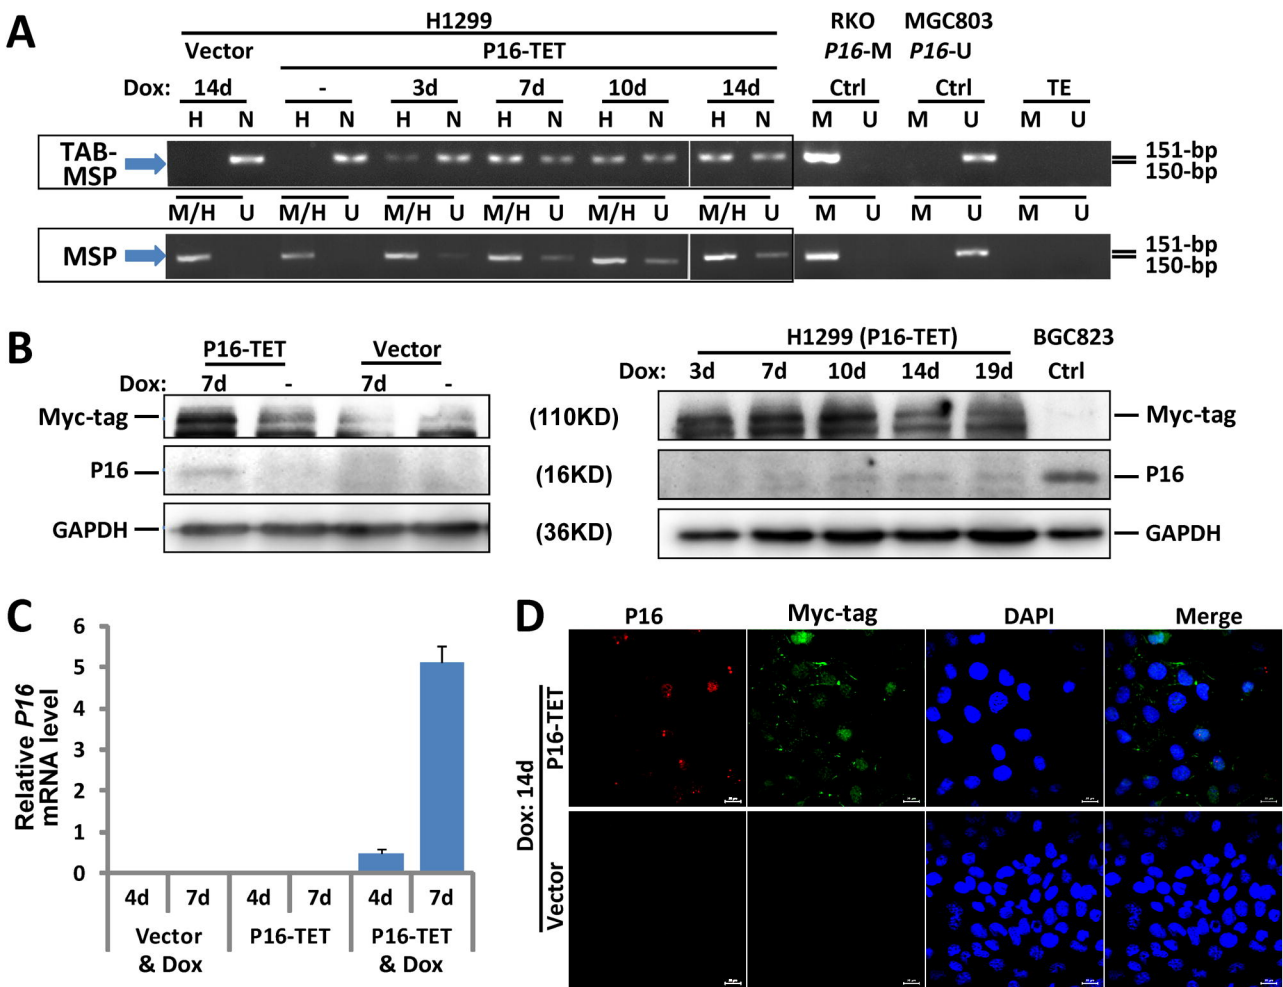 A
H1299
RKO MGC803
Vector P16-TET P16-M P16-U
Dox: 14d - 3d 7d 10d 14d Ctrl Ctrl TE
H N H N H N H N H N H N M U M U M U
TAB-MSP
151-bp
150-bp
M/H U M/H U M/H U M/H U M/H U M/H U M U M U M U
MSP
151-bp
150-bp
B
P16-TET Vector
Dox: 7d - 7d -
Myc-tag
P16
GAPDH
(110KD)
(16KD)
(36KD)
H1299 (P16-TET) BGC823
Dox: 3d 7d 10d 14d 19d Ctrl
Myc-tag
P16
GAPDH
C
Relative P16
mRNA level
6
5
4
3
2
1
0
4d 7d 4d 7d 4d 7d
Vector
& Dox
P16-TET
P16-TET
& Dox
D
P16 Myc-tag DAPI Merge
Dox: 14d
P16-TET
Vector